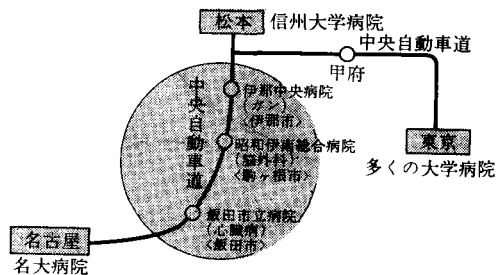 松本 信州大学病院
中央自動車道
甲府
東京
多くの大学病院
中央自動車道
伊那中央病院
(ガン)
<伊那市>
昭和伊南総合病院
(脳外科)
<駒ヶ根市>
飯田市立病院
(心臓病)
<飯田市>
名古屋
名大病院